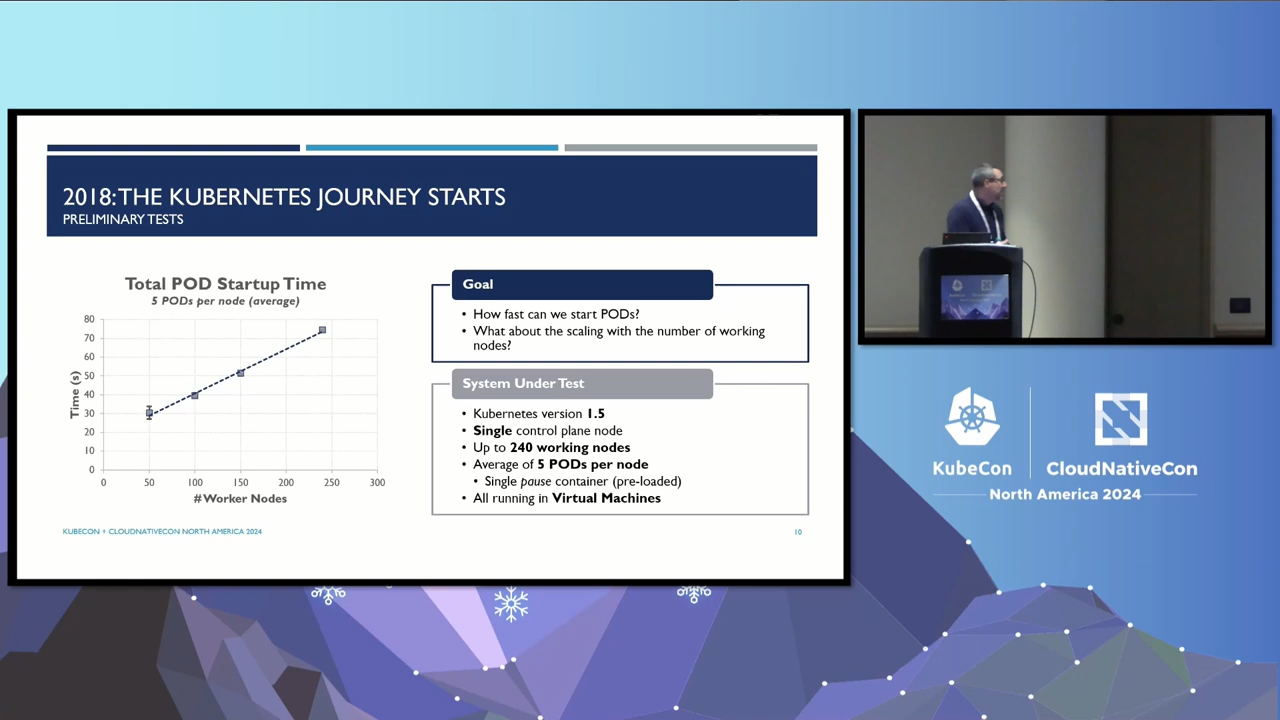 2018: THE KUBERNETES JOURNEY STARTS
PRELIMINARY TESTS
Total POD Startup Time
5 PODs per node (average)
80
70
60
50
40
30
20
10
0
Time (s)
0 50 100 150 200 250 300
#Worker Nodes
Goal
• How fast can we start PODs?
• What about the scaling with the number of working
nodes?
System Under Test
• Kubernetes version 1.5
• Single control plane node
• Up to 240 working nodes
• Average of 5 PODs per node
• Single pause container (pre-loaded)
• All running in Virtual Machines
KUBECON + CLOUDNATIVECON NORTH AMERICA 2024
10
KubeCon
CloudNativeCon
North America 2024